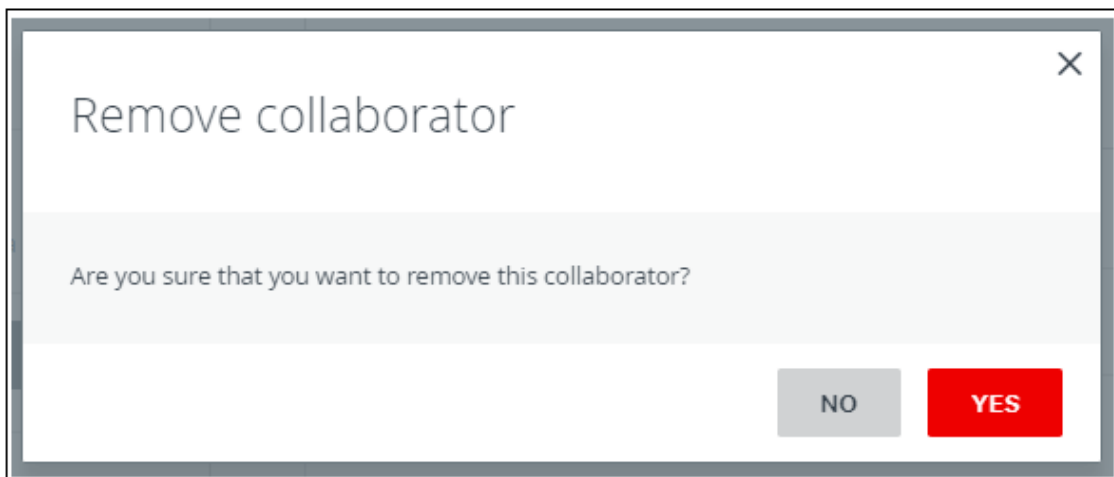 Remove collaborator
Are you sure that you want to remove this collaborator?
NO YES